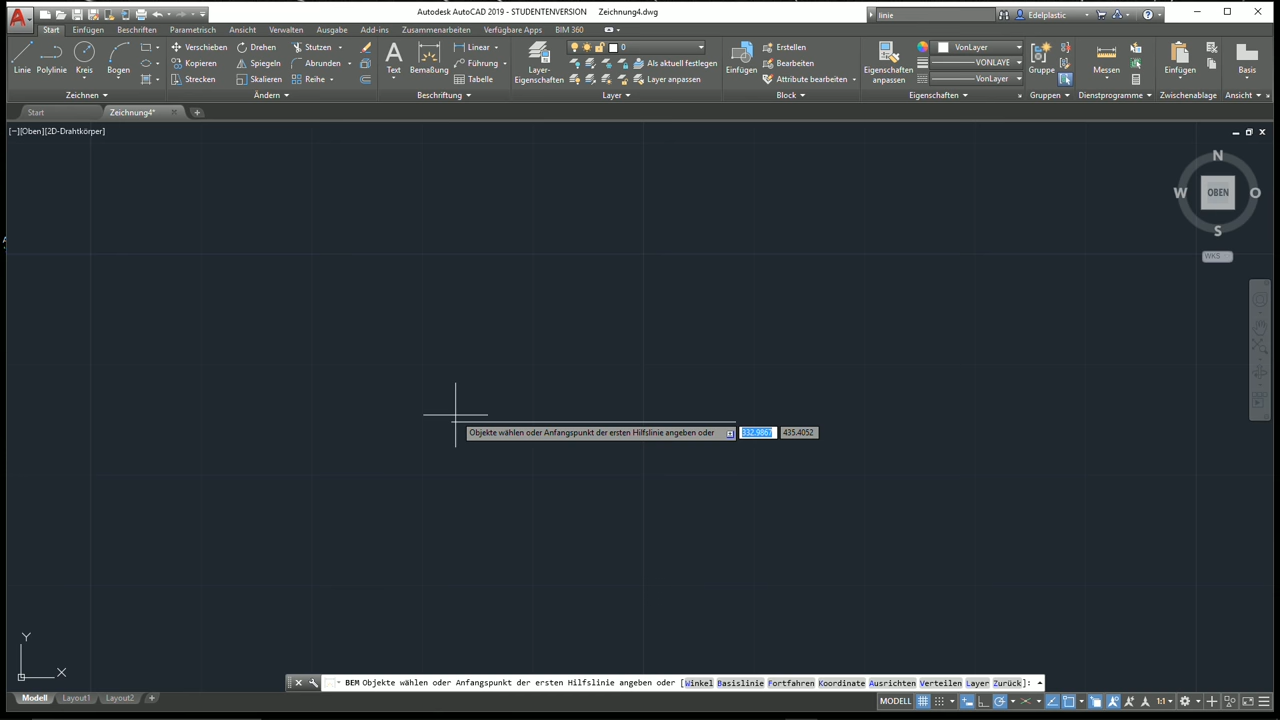 Autodesk AutoCAD 2019 - STUDENTENVERSION Zeichnung4.dwg
linie
Edelplastic
Start Einfügen Beschriften Parametrisch Ansicht Verwalten Ausgabe Zusammenarbeiten Verfügbare Apps BIM 360
Linie Polylinie Kreis Bogen
Verschieben Drehen Stutzen
Kopieren Spiegeln Abrunden
Strecken Skalieren Reihe
Text Bemaßung
Linear
Führung
Tabelle
Layer-
Eigenschaften
0
Als aktuell festlegen
Layer anpassen
Einfügen
Erstellen
Bearbeiten
Attribute bearbeiten
Eigenschaften
anpassen
VonLayer
VONLAYE
VonLayer
Gruppe
Messen
Einfügen
Basis
Zeichnen Ändern Beschriftung Layer Block Eigenschaften Gruppen Dienstprogramme Zwischenablage Ansicht
Start Zeichnung4*
[−][Oben][2D-Drahtkörper]
N
W OBEN O
S
WKS
Objekte wählen oder Anfangspunkt der ersten Hilfslinie angeben oder 332.9867 435.4052
Y
X
BEM Objekte wählen oder Anfangspunkt der ersten Hilfslinie angeben oder [Winkel Basislinie Fortfahren Koordinate Ausrichten Verteilen Layer Zurück]:
Modell Layout1 Layout2 +
MODELL 1:1